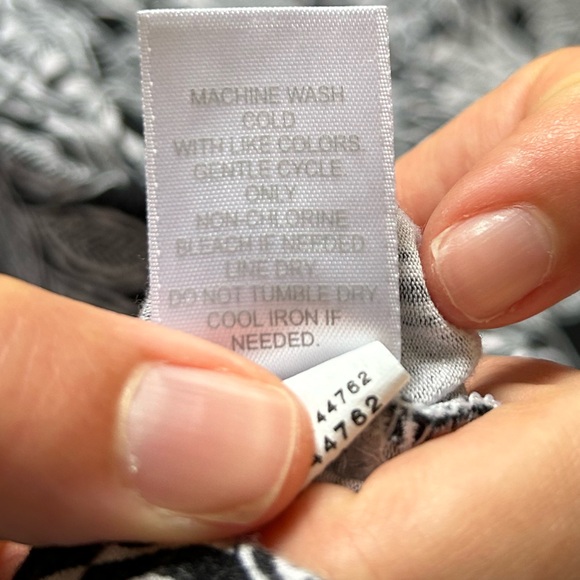 MACHINE WASH
COLD
WITH LIKE COLORS.
GENTLE CYCLE
ONLY
NON-CHLORINE
BLEACH IF NEEDED
LINE DRY.
DO NOT TUMBLE DRY
COOL IRON IF
NEEDED.
44762
44762